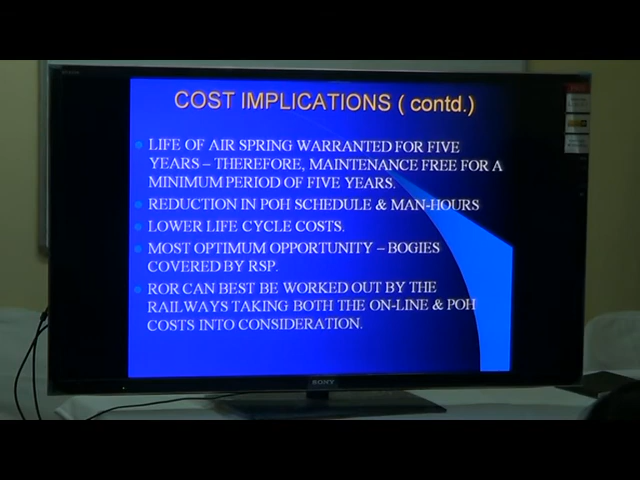 COST IMPLICATIONS ( contd.)
LIFE OF AIR SPRING WARRANTED FOR FIVE
YEARS – THEREFORE, MAINTENANCE FREE FOR A
MINIMUM PERIOD OF FIVE YEARS.
REDUCTION IN POH SCHEDULE & MAN-HOURS
LOWER LIFE CYCLE COSTS.
MOST OPTIMUM OPPORTUNITY – BOGIES
COVERED BY RSP.
ROR CAN BEST BE WORKED OUT BY THE
RAILWAYS TAKING BOTH THE ON-LINE & POH
COSTS INTO CONSIDERATION.
SONY